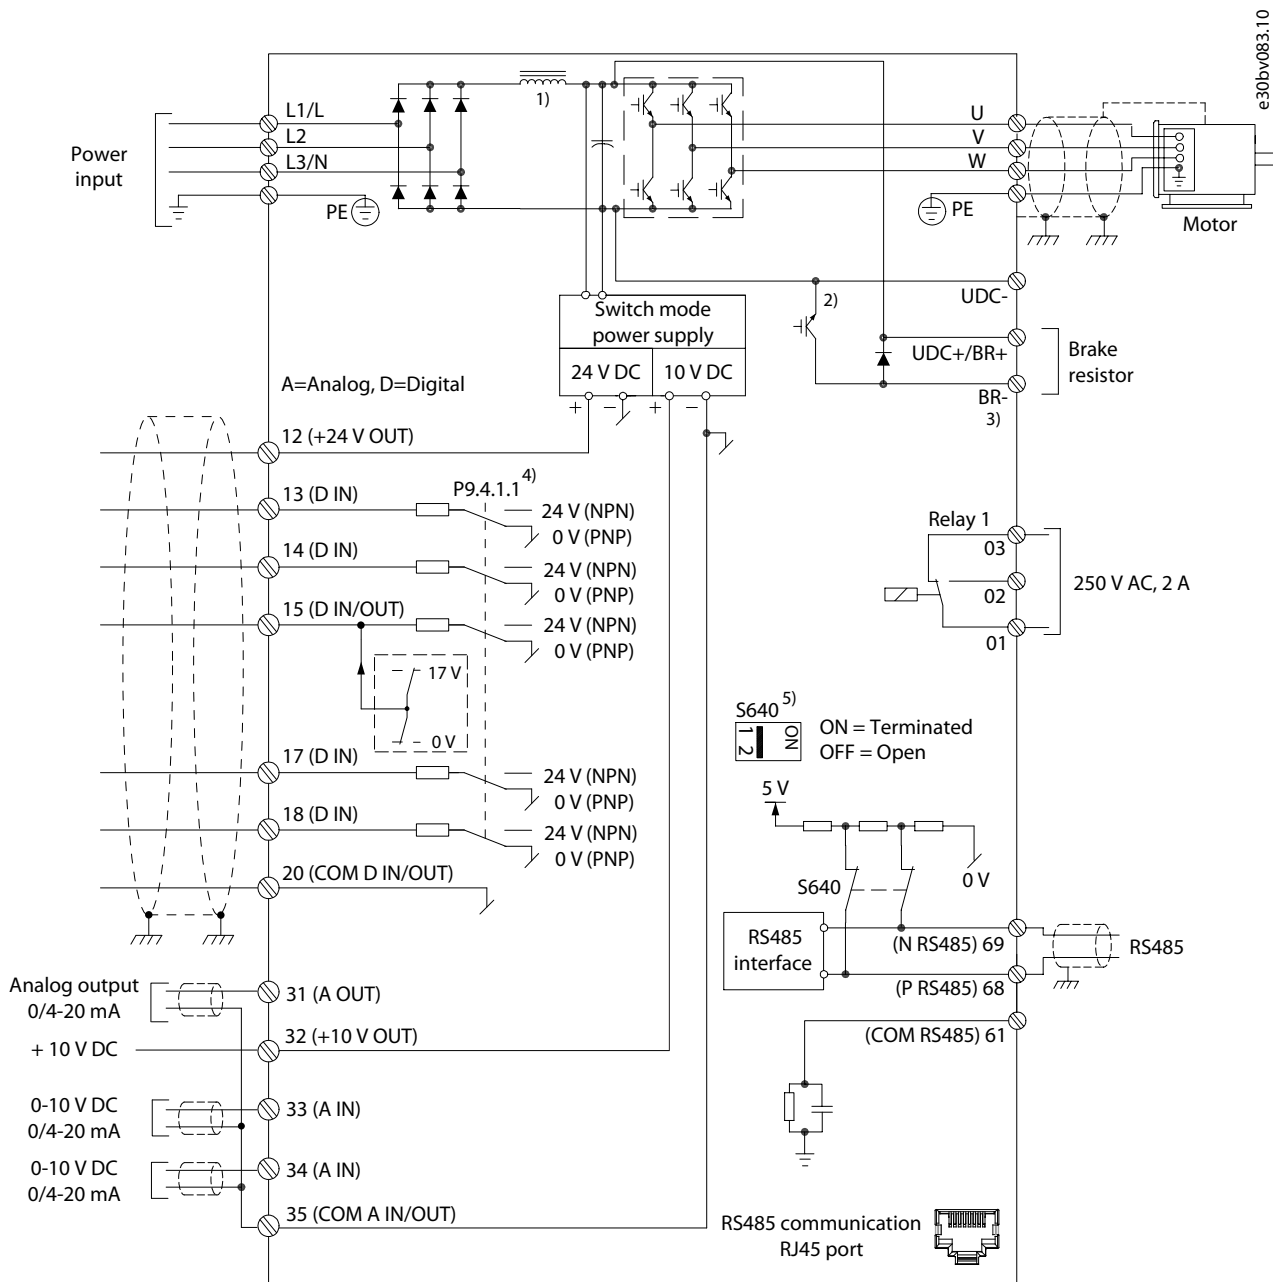 e30bv083.10
Power
input
L1/L
L2
L3/N
PE
1)
U
V
W
PE
Motor
UDC-
2)
UDC+/BR+
BR-
3)
Brake
resistor
Switch mode
power supply
24 V DC
10 V DC
+ − + −
A=Analog, D=Digital
12 (+24 V OUT)
13 (D IN)
P9.4.1.1 4)
24 V (NPN)
0 V (PNP)
14 (D IN)
24 V (NPN)
0 V (PNP)
15 (D IN/OUT)
24 V (NPN)
0 V (PNP)
17 V
0 V
17 (D IN)
24 V (NPN)
0 V (PNP)
18 (D IN)
24 V (NPN)
0 V (PNP)
20 (COM D IN/OUT)
Relay 1
03
02
01
250 V AC, 2 A
S640 5)
1 2
ON
ON = Terminated
OFF = Open
5 V
0 V
S640
RS485
interface
(N RS485) 69
(P RS485) 68
RS485
(COM RS485) 61
Analog output
0/4-20 mA
31 (A OUT)
+ 10 V DC
32 (+10 V OUT)
0-10 V DC
0/4-20 mA
33 (A IN)
0-10 V DC
0/4-20 mA
34 (A IN)
35 (COM A IN/OUT)
RS485 communication
RJ45 port